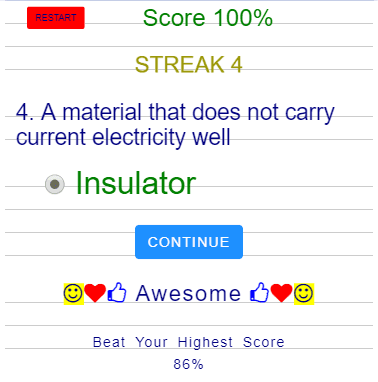 RESTART
Score 100%
STREAK 4
4. A material that does not carry
current electricity well
Insulator
CONTINUE
Awesome
Beat Your Highest Score
86%